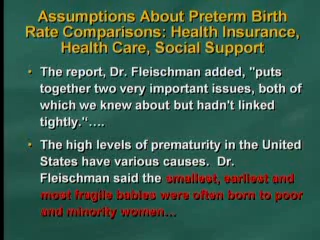 Assumptions About Preterm Birth
Rate Comparisons: Health Insurance,
Health Care, Social Support
• The report, Dr. Fleischman added, "puts
together two very important issues, both of
which we knew about but hadn't linked
tightly."….
• The high levels of prematurity in the United
States have various causes. Dr.
Fleischman said the smallest, earliest and
most fragile babies were often born to poor
and minority women…